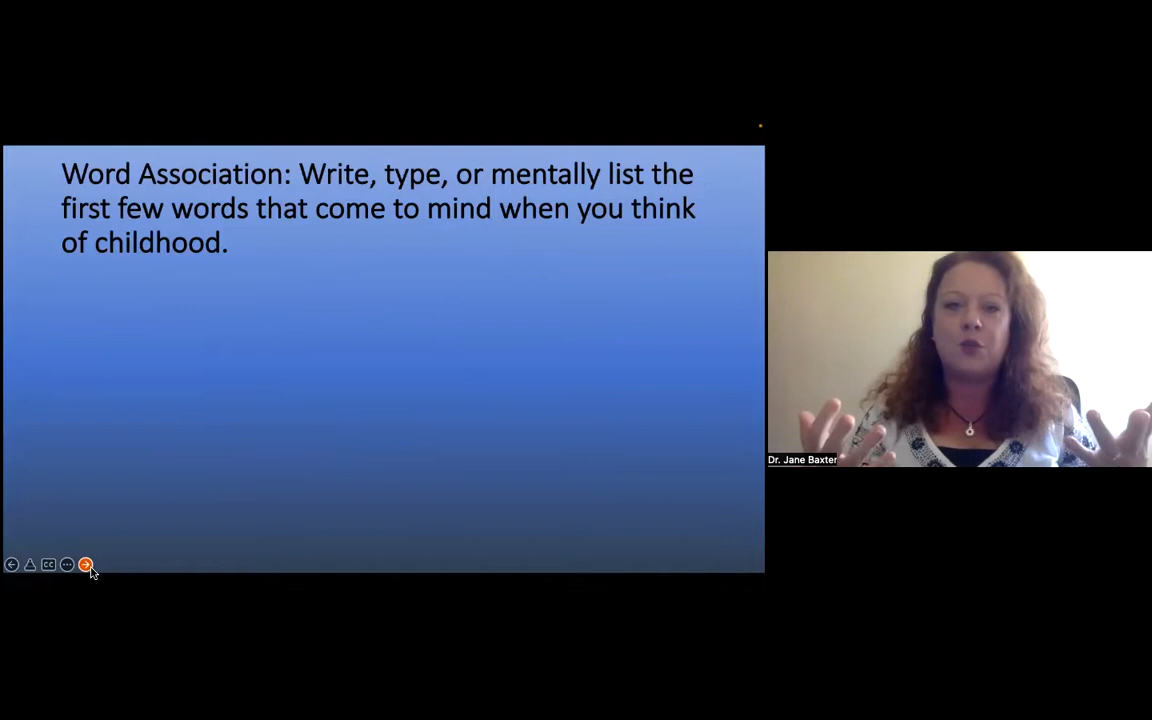 Word Association: Write, type, or mentally list the
first few words that come to mind when you think
of childhood.
Dr. Jane Baxter
CC